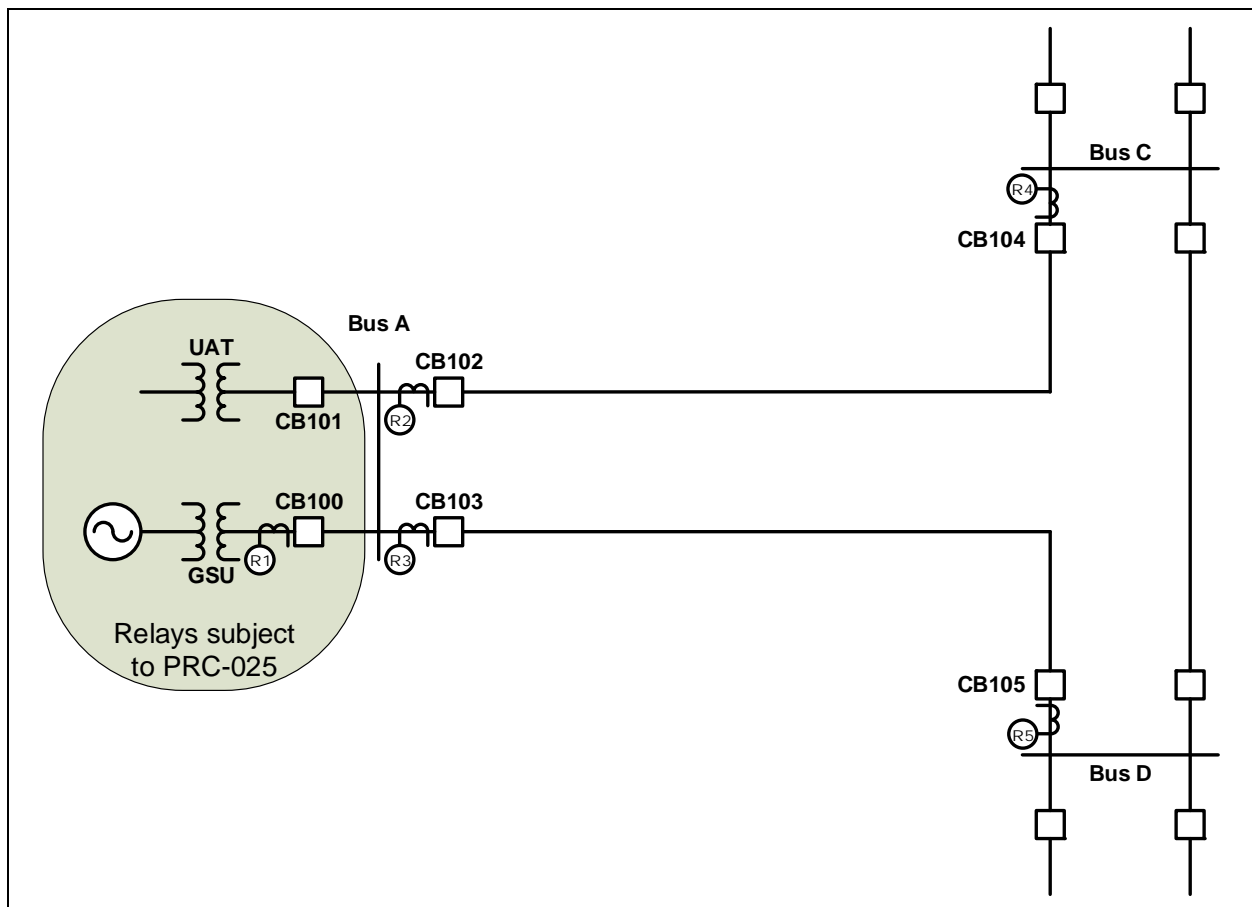 Bus C
R4
CB104
Bus A
UAT
CB102
CB101
R2
CB100
CB103
R1
R3
GSU
Relays subject
to PRC-025
CB105
R5
Bus D